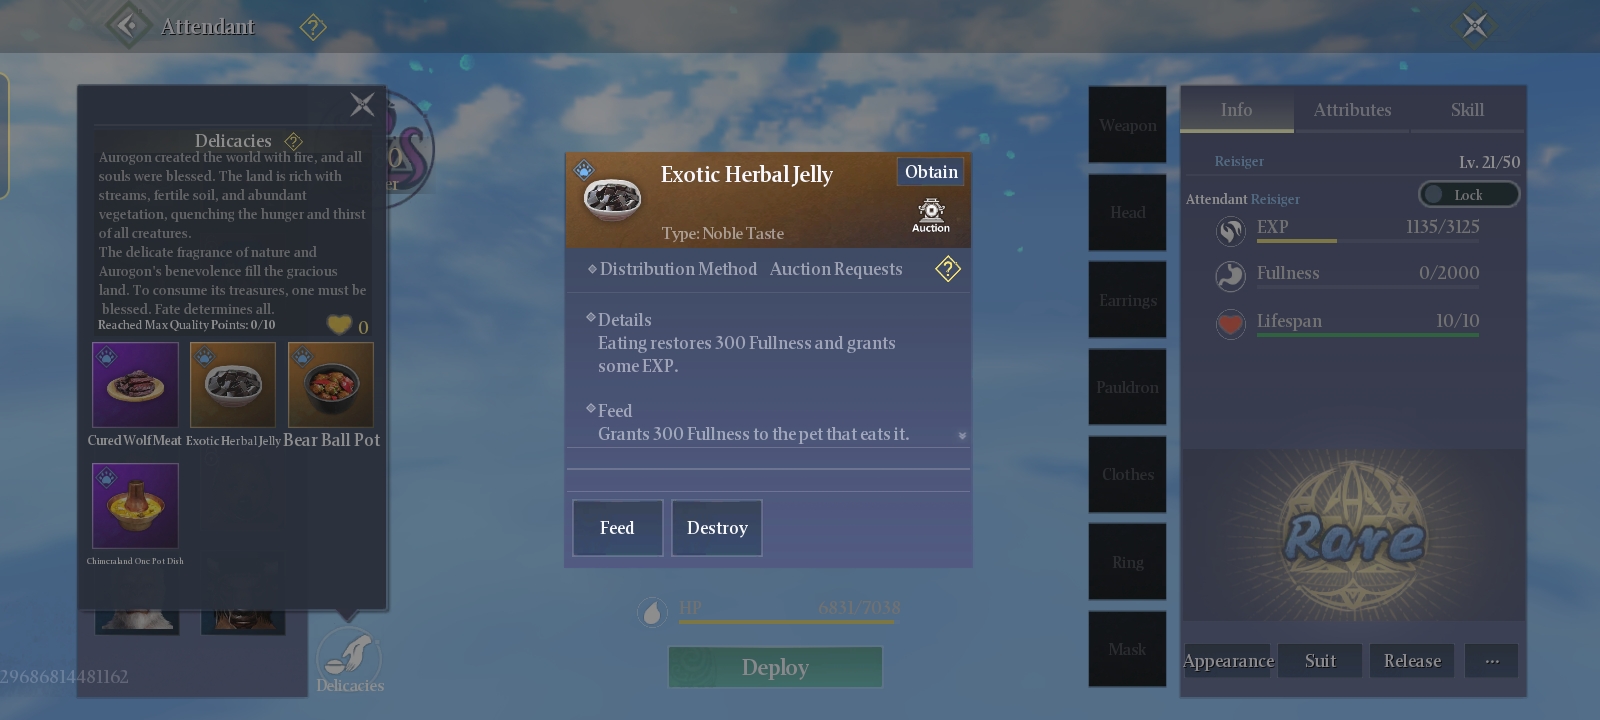 Attendant
Delicacies
Aurogon created the world with fire, and all
souls were blessed. The land is rich with
streams, fertile soil, and abundant
vegetation, quenching the hunger and thirst
of all creatures.
The delicate fragrance of nature and
Aurogon's benevolence fill the gracious
land. To consume its treasures, one must be
blessed. Fate determines all.
Reached Max Quality Points: 0/10
0
Cured Wolf Meat
Exotic Herbal Jelly
Bear Ball Pot
Chimeraland One Pot Dish
29686814481162
Delicacies
Exotic Herbal Jelly
Obtain
Auction
Type: Noble Taste
Distribution Method Auction Requests
Details
Eating restores 300 Fullness and grants
some EXP.
Feed
Grants 300 Fullness to the pet that eats it.
Feed
Destroy
HP 6831/7038
Deploy
Weapon
Head
Earrings
Pauldron
Clothes
Ring
Mask
Info
Attributes
Skill
Reisiger
Lv. 21/50
Attendant Reisiger
Lock
EXP 1135/3125
Fullness 0/2000
Lifespan 10/10
Rare
Appearance
Suit
Release
...